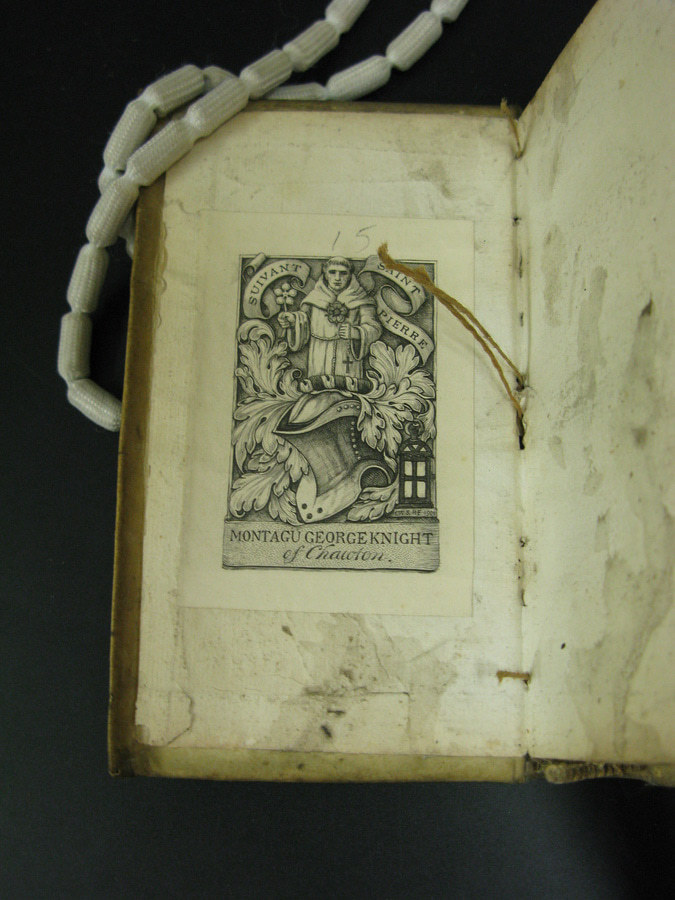 15
SUIVANT
SAINT
PIERRE
MONTAGU GEORGE KNIGHT
of Chawton.